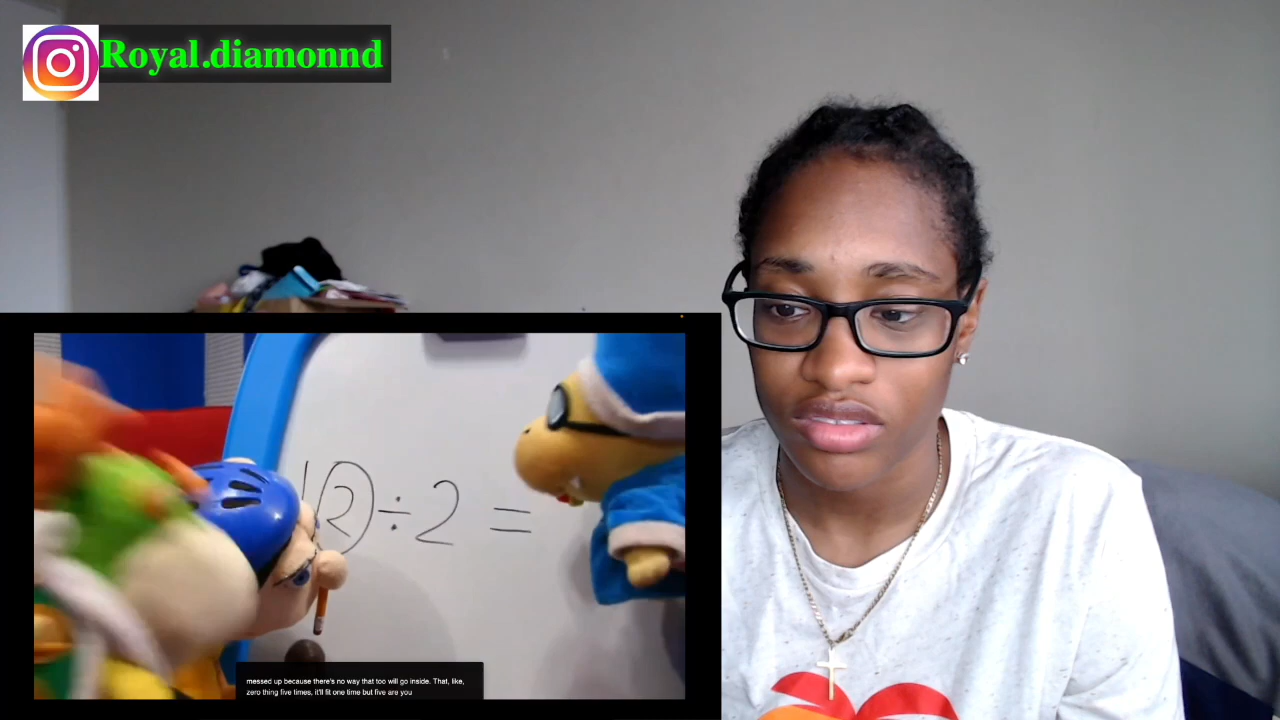 Royal.diamonnd
12 ÷ 2 =
messed up because there's no way that too will go inside. That, like,
zero thing five times, it'll fit one time but five are you